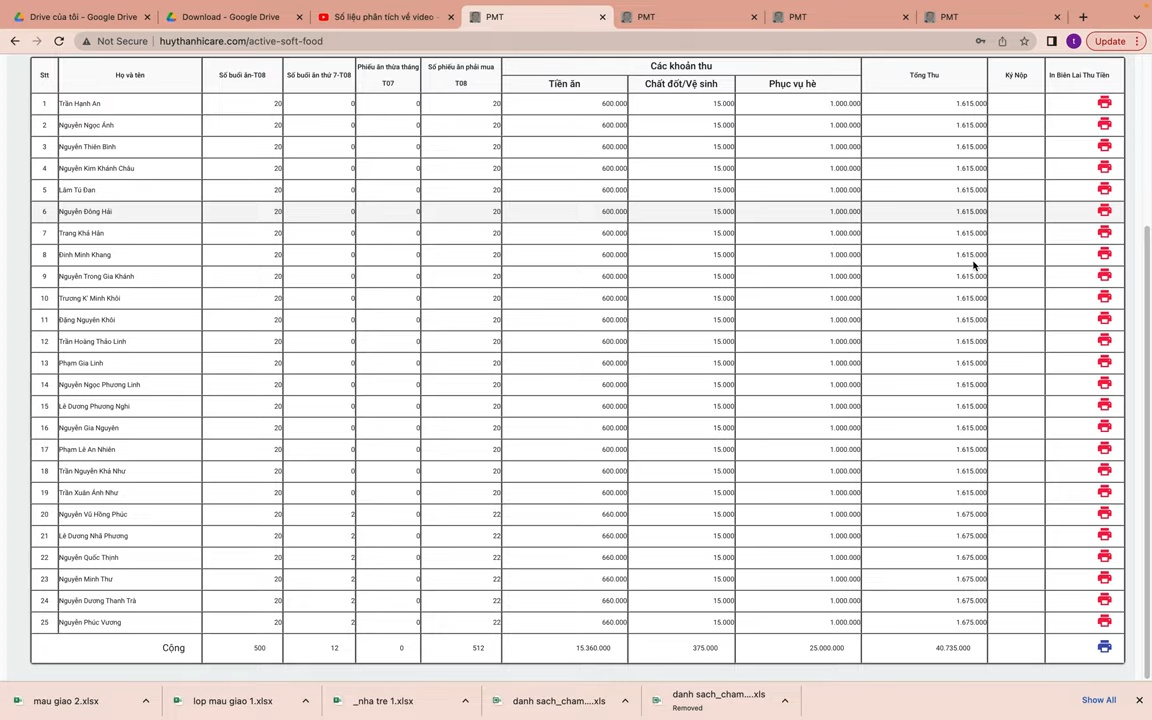 Drive của tôi - Google Drive
Download - Google Drive
Số liệu phân tích về video -
PMT
PMT
PMT
PMT
Not Secure | huythanhicare.com/active-soft-food
t
Update
Stt Họ và tên Số buổi ăn-T08 Số buổi ăn thứ 7-T08 Phiếu ăn thừa tháng T07 Số phiếu ăn phải mua T08 Các khoản thu Tổng Thu Ký Nộp In Biên Lai Thu Tiền
Tiền ăn Chất đốt/Vệ sinh Phục vụ hè
1 Trần Hạnh An 20 0 0 20 600.000 15.000 1.000.000 1.615.000
2 Nguyễn Ngọc Ánh 20 0 0 20 600.000 15.000 1.000.000 1.615.000
3 Nguyễn Thiên Bình 20 0 0 20 600.000 15.000 1.000.000 1.615.000
4 Nguyễn Kim Khánh Châu 20 0 0 20 600.000 15.000 1.000.000 1.615.000
5 Lâm Tú Đan 20 0 0 20 600.000 15.000 1.000.000 1.615.000
6 Nguyễn Đông Hải 20 0 0 20 600.000 15.000 1.000.000 1.615.000
7 Trang Khả Hân 20 0 0 20 600.000 15.000 1.000.000 1.615.000
8 Đinh Minh Khang 20 0 0 20 600.000 15.000 1.000.000 1.615.000
9 Nguyễn Trong Gia Khánh 20 0 0 20 600.000 15.000 1.000.000 1.615.000
10 Trương K' Minh Khôi 20 0 0 20 600.000 15.000 1.000.000 1.615.000
11 Đặng Nguyên Khôi 20 0 0 20 600.000 15.000 1.000.000 1.615.000
12 Trần Hoàng Thảo Linh 20 0 0 20 600.000 15.000 1.000.000 1.615.000
13 Phạm Gia Linh 20 0 0 20 600.000 15.000 1.000.000 1.615.000
14 Nguyễn Ngọc Phương Linh 20 0 0 20 600.000 15.000 1.000.000 1.615.000
15 Lê Dương Phương Nghi 20 0 0 20 600.000 15.000 1.000.000 1.615.000
16 Nguyễn Gia Nguyên 20 0 0 20 600.000 15.000 1.000.000 1.615.000
17 Phạm Lê An Nhiên 20 0 0 20 600.000 15.000 1.000.000 1.615.000
18 Trần Nguyễn Khả Như 20 0 0 20 600.000 15.000 1.000.000 1.615.000
19 Trần Xuân Ánh Như 20 0 0 20 600.000 15.000 1.000.000 1.615.000
20 Nguyễn Vũ Hồng Phúc 20 2 0 22 660.000 15.000 1.000.000 1.675.000
21 Lê Dương Nhã Phương 20 2 0 22 660.000 15.000 1.000.000 1.675.000
22 Nguyễn Quốc Thịnh 20 2 0 22 660.000 15.000 1.000.000 1.675.000
23 Nguyễn Minh Thư 20 2 0 22 660.000 15.000 1.000.000 1.675.000
24 Nguyễn Dương Thanh Trà 20 2 0 22 660.000 15.000 1.000.000 1.675.000
25 Nguyễn Phúc Vương 20 2 0 22 660.000 15.000 1.000.000 1.675.000
Cộng 500 12 0 512 15.360.000 375.000 25.000.000 40.735.000
mau giao 2.xlsx
lop mau giao 1.xlsx
_nha tre 1.xlsx
danh sach_cham....xls
danh sach_cham....xls
Removed
Show All